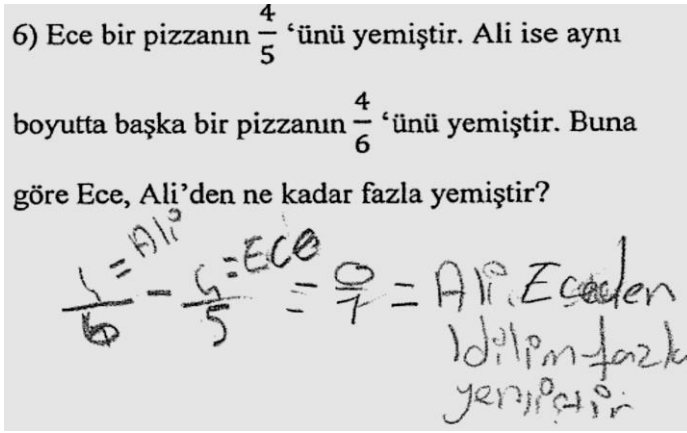 6) Ece bir pizzanın 4/5 ‘ünü yemiştir. Ali ise aynı
boyutta başka bir pizzanın 4/6 ‘ünü yemiştir. Buna
göre Ece, Ali’den ne kadar fazla yemiştir?
4/6 = Ali - 4/5 = ECE = 0/1 = Ali Eceden
1 dilim fazla
yemiştir